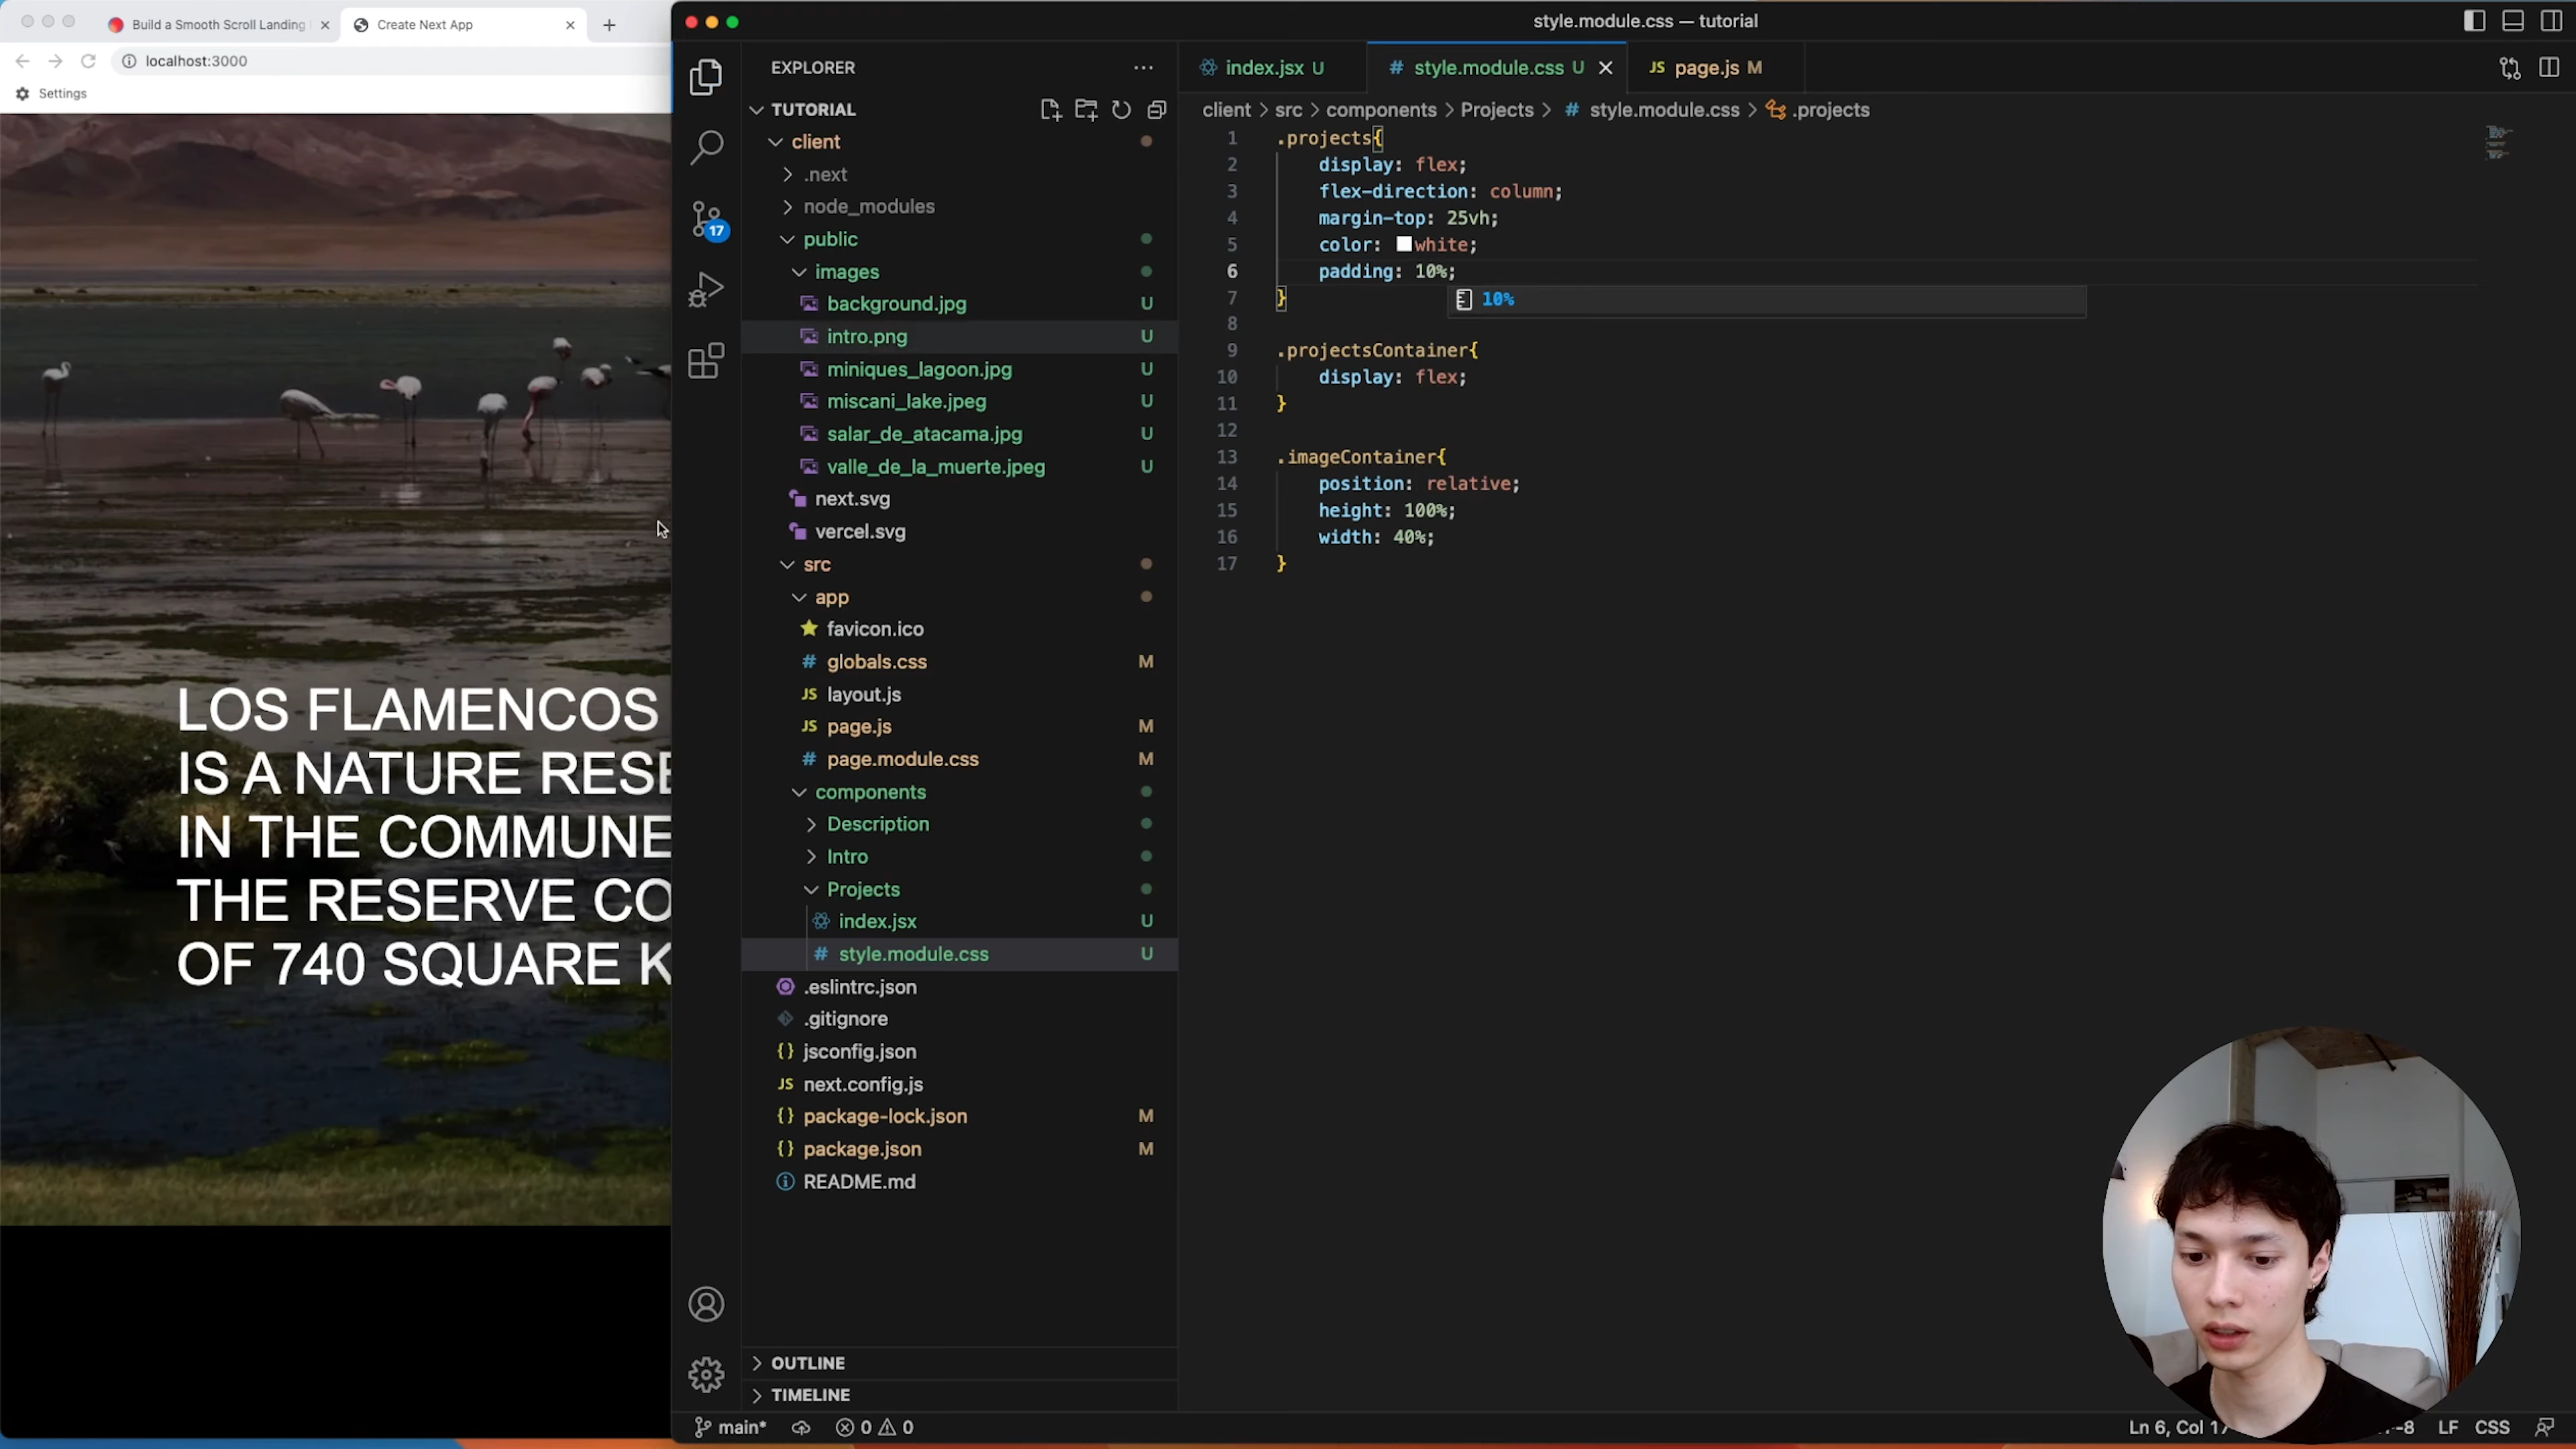 Build a Smooth Scroll Landing
Create Next App
localhost:3000
Settings
LOS FLAMENCOS
IS A NATURE RESE
IN THE COMMUNE
THE RESERVE CO
OF 740 SQUARE K
style.module.css — tutorial
EXPLORER
TUTORIAL
client
.next
node_modules
public
images
background.jpg U
intro.png U
miniques_lagoon.jpg U
miscani_lake.jpeg U
salar_de_atacama.jpg U
valle_de_la_muerte.jpeg U
next.svg
vercel.svg
src
app
favicon.ico
globals.css M
layout.js
page.js M
page.module.css M
components
Description
Intro
Projects
index.jsx U
style.module.css U
.eslintrc.json
.gitignore
jsconfig.json
next.config.js
package-lock.json M
package.json M
README.md
OUTLINE
TIMELINE
17
index.jsx U
style.module.css U
JS page.js M
client > src > components > Projects > # style.module.css > .projects
1 .projects{
2 display: flex;
3 flex-direction: column;
4 margin-top: 25vh;
5 color: white;
6 padding: 10%;
7 }
10%
8
9 .projectsContainer{
10 display: flex;
11 }
12
13 .imageContainer{
14 position: relative;
15 height: 100%;
16 width: 40%;
17 }
main* 0 0
Ln 6, Col 17
-8 LF CSS